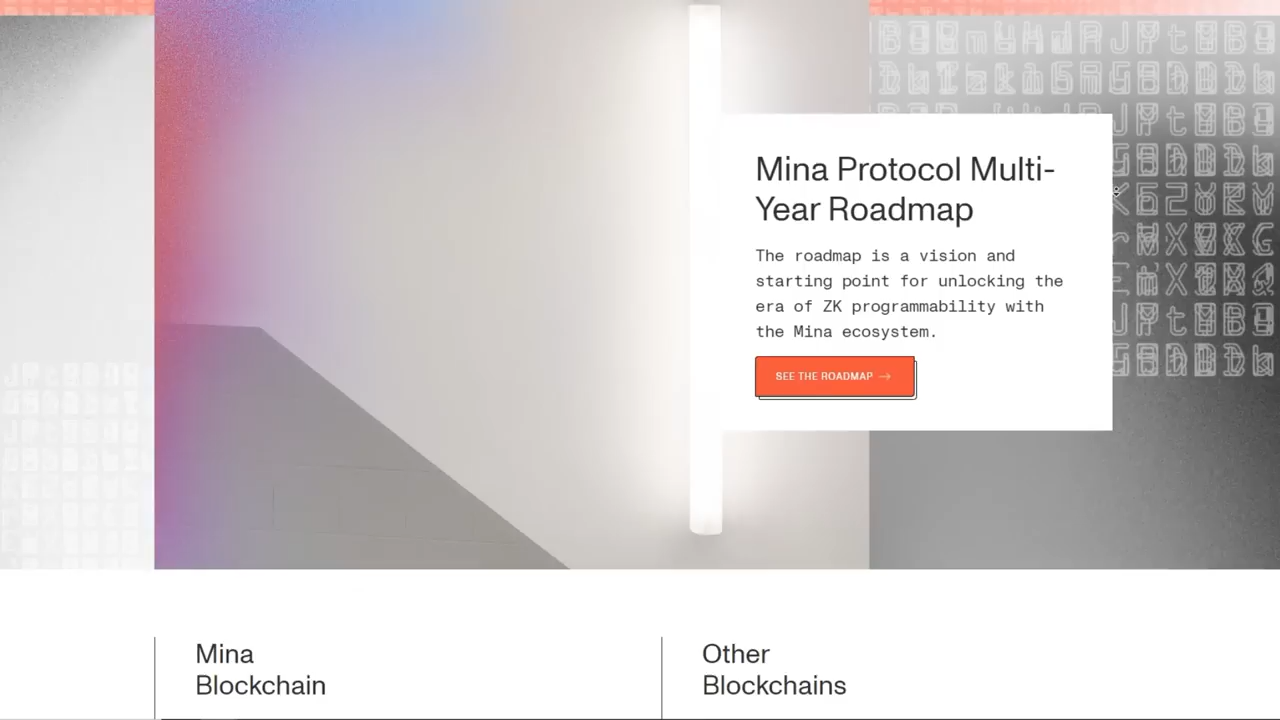 Mina Protocol Multi-
Year Roadmap
The roadmap is a vision and
starting point for unlocking the
era of ZK programmability with
the Mina ecosystem.
SEE THE ROADMAP →
Mina
Blockchain
Other
Blockchains